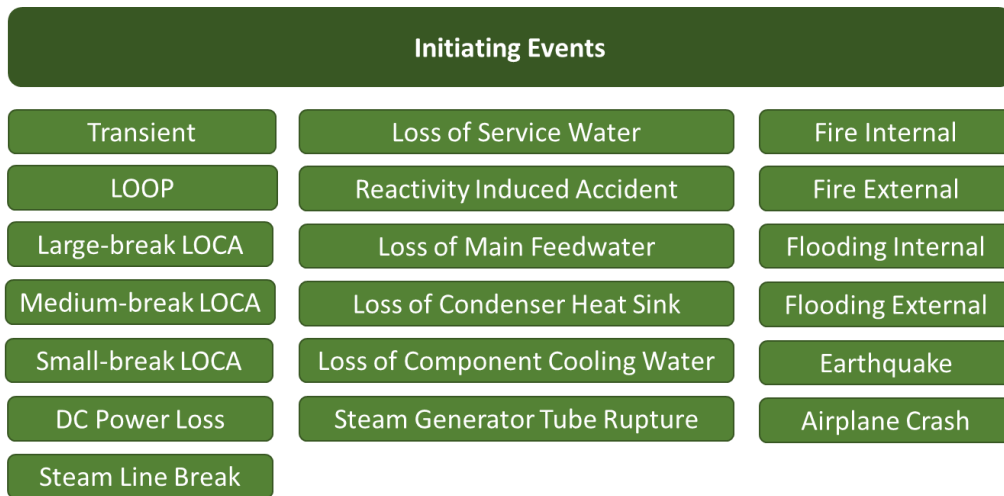 Initiating Events
Transient
LOOP
Large-break LOCA
Medium-break LOCA
Small-break LOCA
DC Power Loss
Steam Line Break
Loss of Service Water
Reactivity Induced Accident
Loss of Main Feedwater
Loss of Condenser Heat Sink
Loss of Component Cooling Water
Steam Generator Tube Rupture
Fire Internal
Fire External
Flooding Internal
Flooding External
Earthquake
Airplane Crash